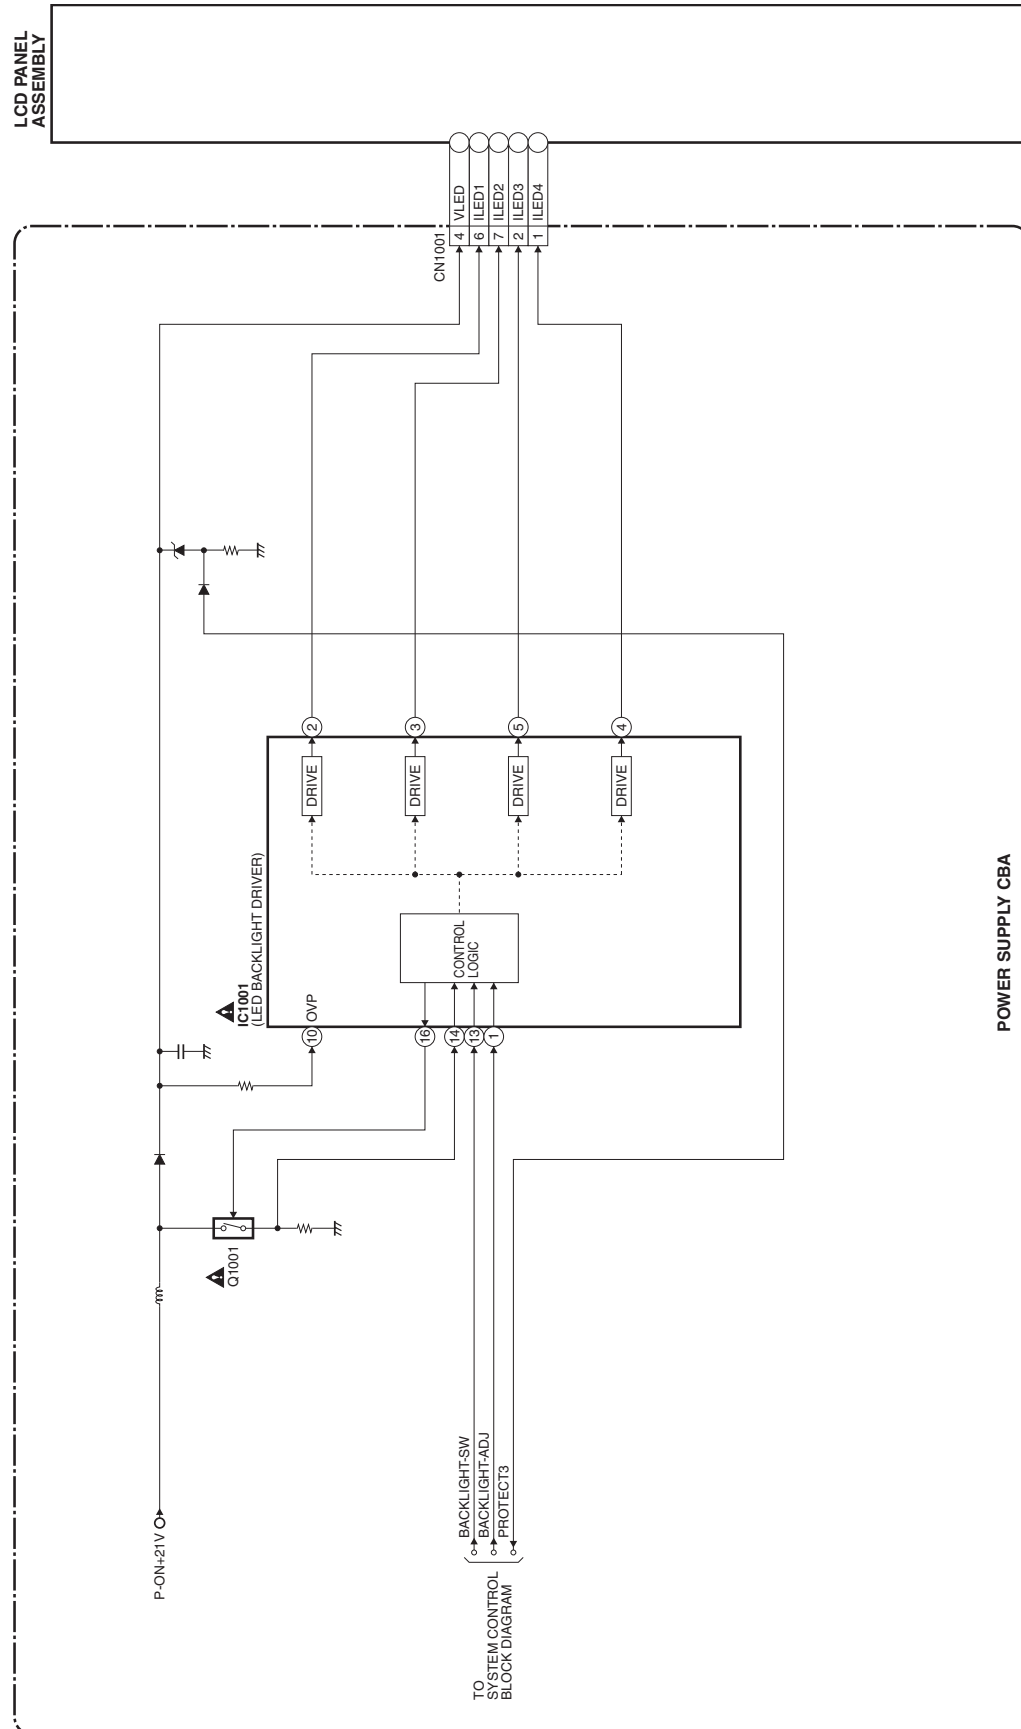 LCD PANEL
ASSEMBLY
CN1001
4 VLED
6 ILED1
7 ILED2
2 ILED3
1 ILED4
2
3
5
4
DRIVE
DRIVE
DRIVE
DRIVE
IC1001
(LED BACKLIGHT DRIVER)
CONTROL
LOGIC
10 OVP
16
14
13
1
Q1001
P-ON+21V
BACKLIGHT-SW
BACKLIGHT-ADJ
PROTECT3
TO
SYSTEM CONTROL
BLOCK DIAGRAM
POWER SUPPLY CBA